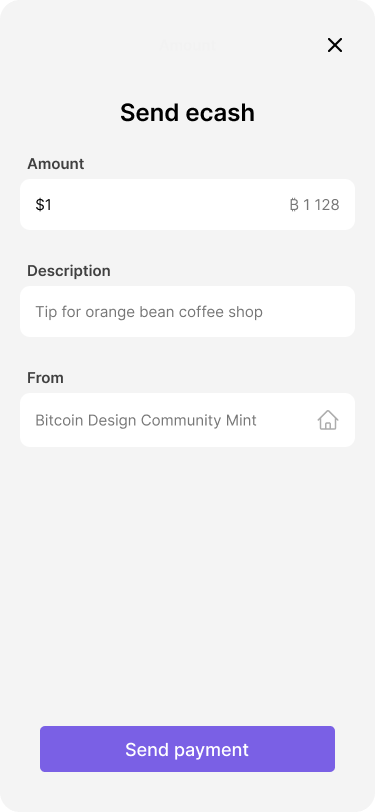 Send ecash
Amount
$1
₿ 1 128
Description
Tip for orange bean coffee shop
From
Bitcoin Design Community Mint
Send payment